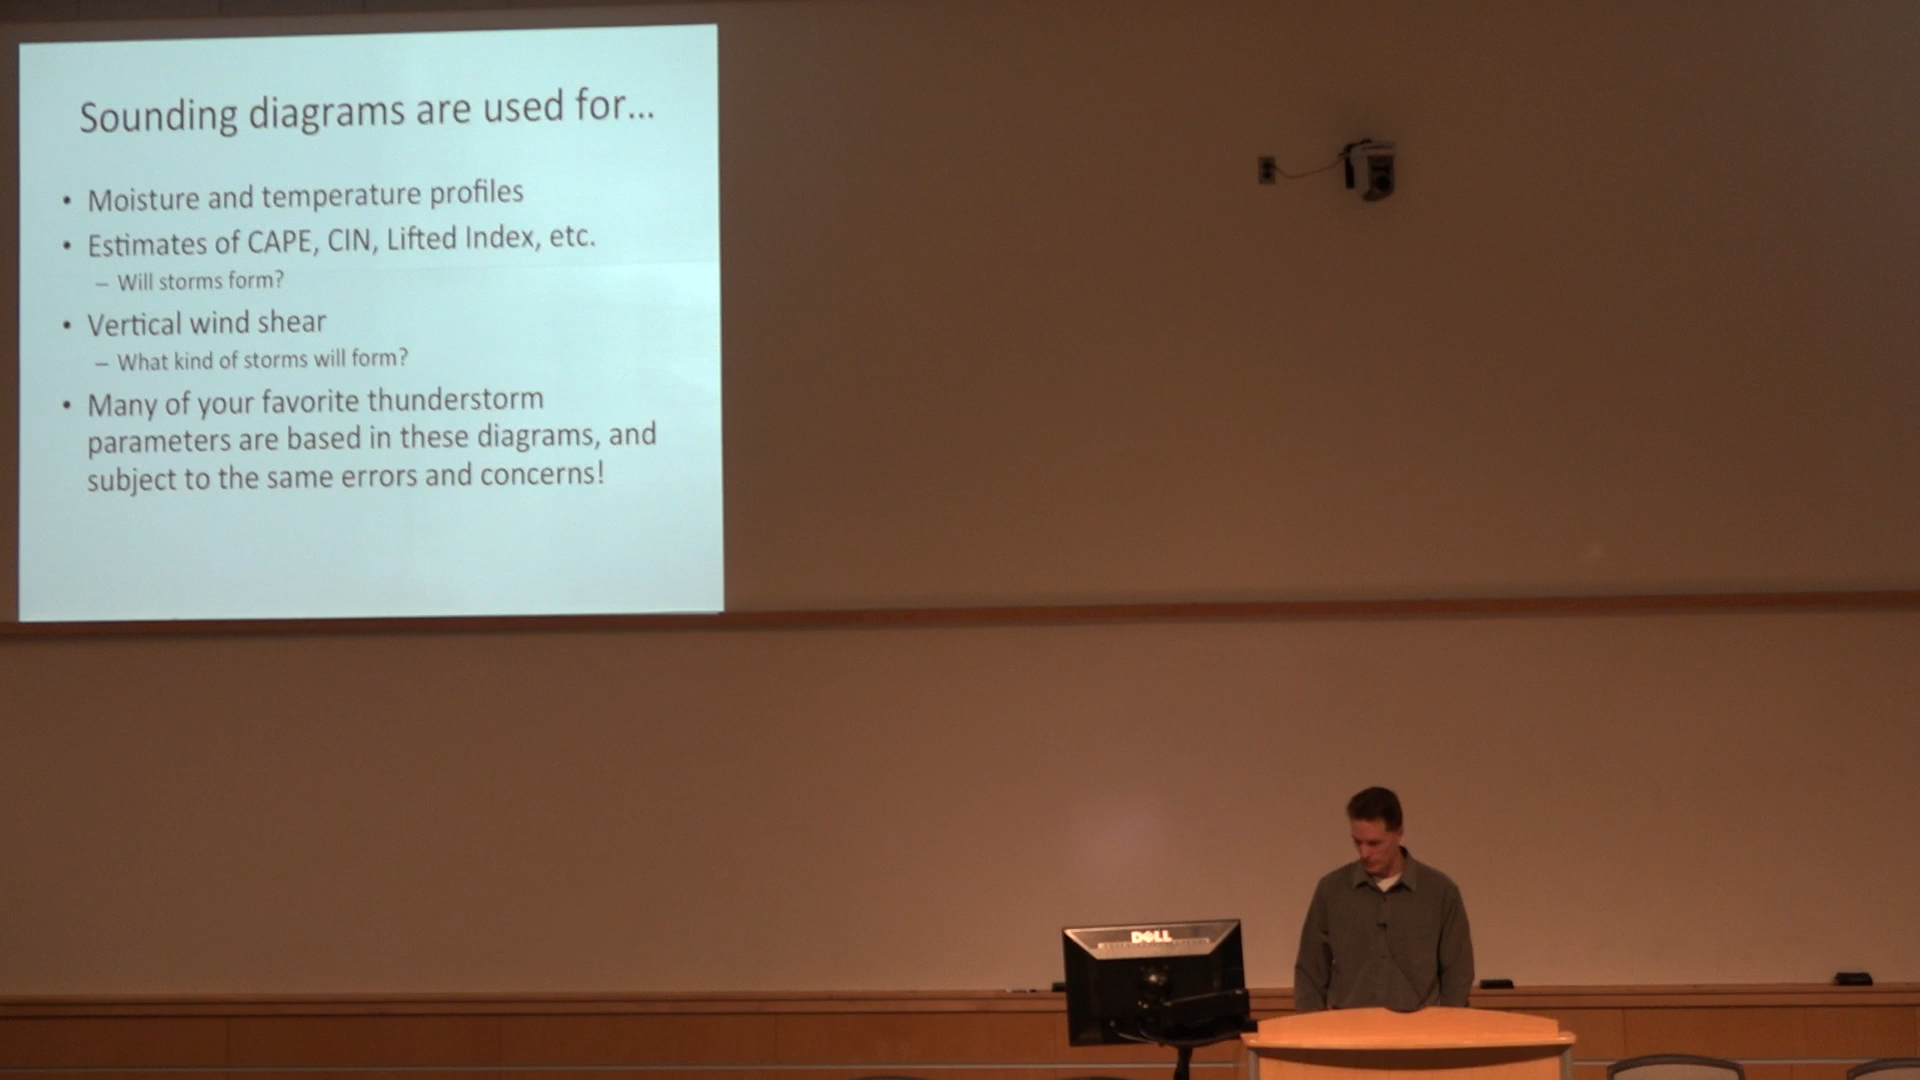 Sounding diagrams are used for...
• Moisture and temperature profiles
• Estimates of CAPE, CIN, Lifted Index, etc.
– Will storms form?
• Vertical wind shear
– What kind of storms will form?
• Many of your favorite thunderstorm
parameters are based in these diagrams, and
subject to the same errors and concerns!
DELL